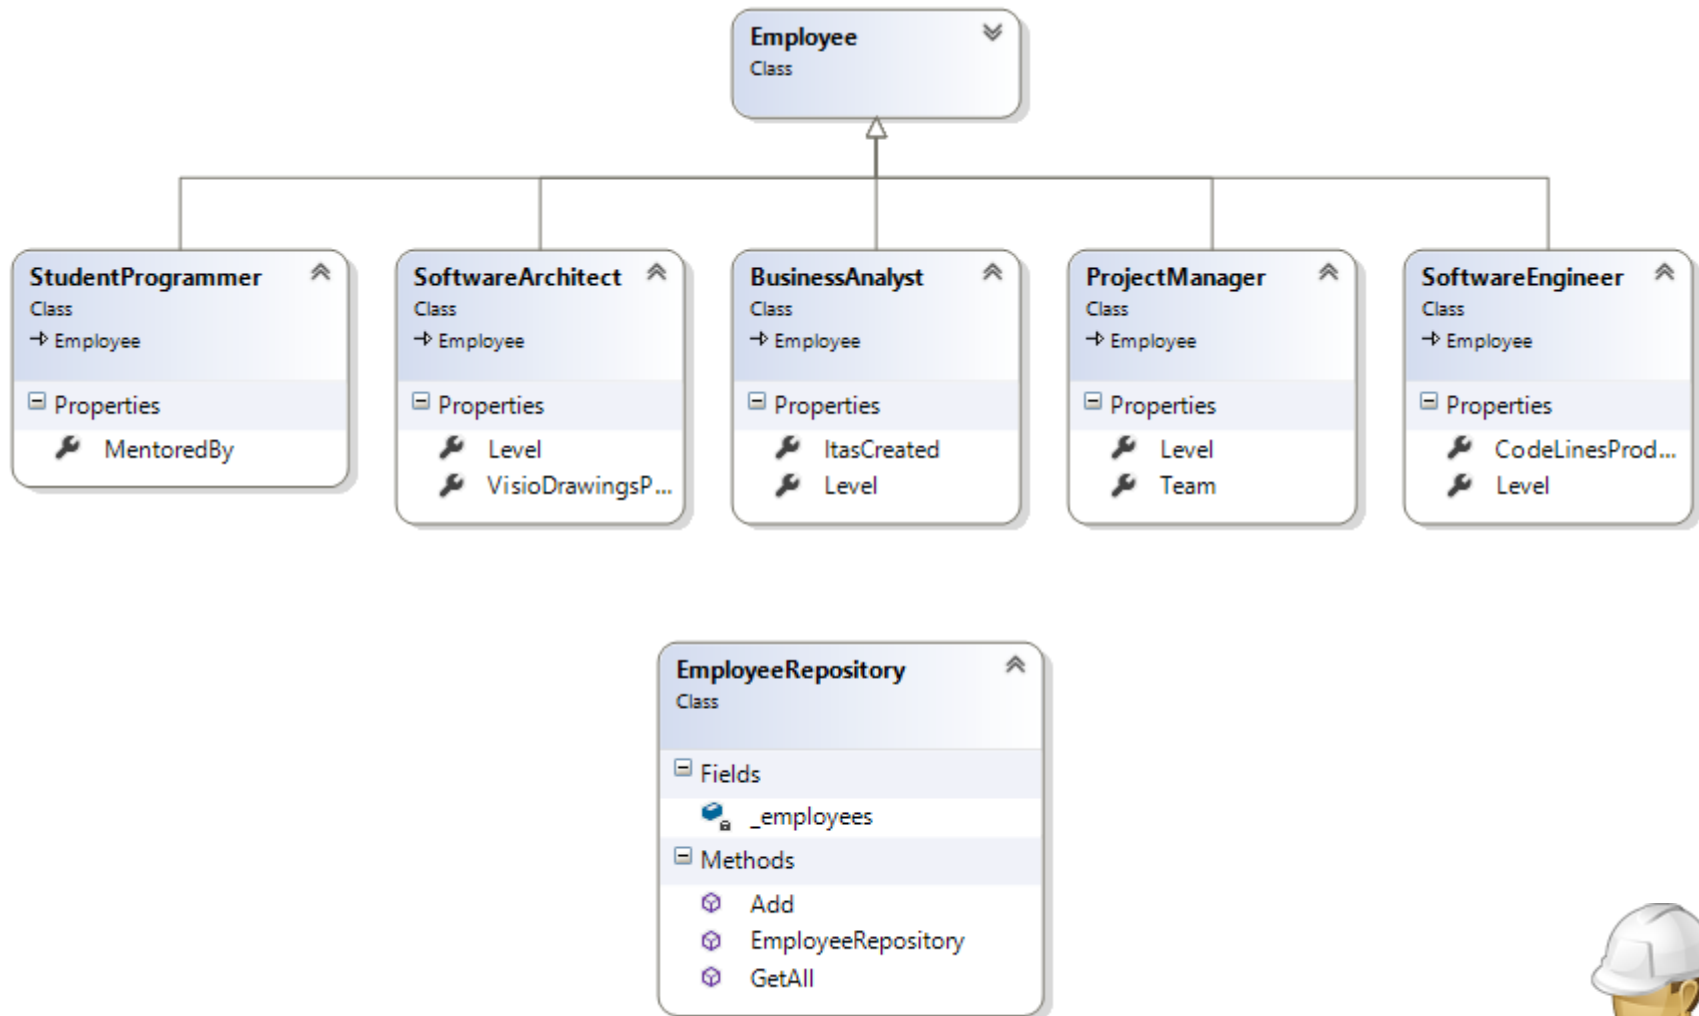 Employee
Class
StudentProgrammer
Class
Employee
Properties
MentoredBy
SoftwareArchitect
Class
Employee
Properties
Level
VisioDrawingsP...
BusinessAnalyst
Class
Employee
Properties
ItasCreated
Level
ProjectManager
Class
Employee
Properties
Level
Team
SoftwareEngineer
Class
Employee
Properties
CodeLinesProd...
Level
EmployeeRepository
Class
Fields
_employees
Methods
Add
EmployeeRepository
GetAll